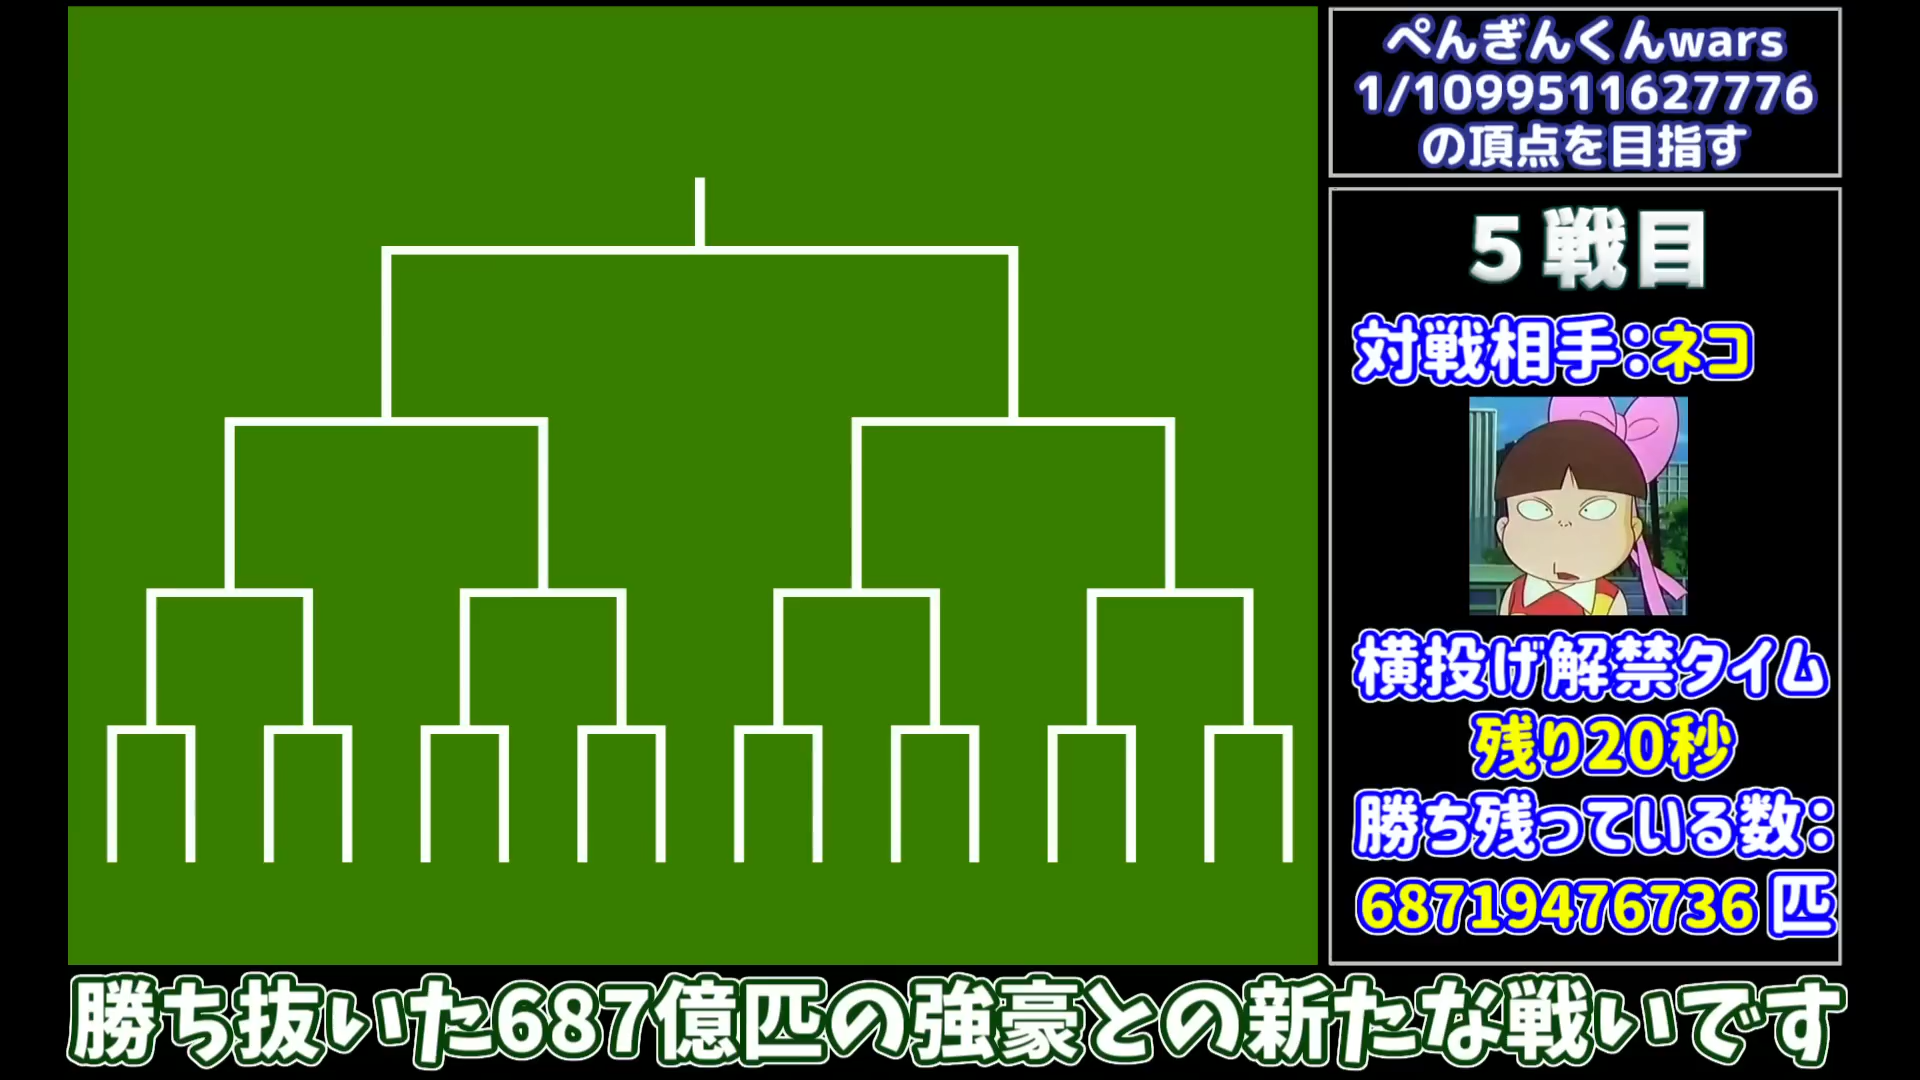 ぺんぎんくんwars
1/1099511627776
の頂点を目指す
5戦目
対戦相手:ネコ
横投げ解禁タイム
残り20秒
勝ち残っている数:
68719476736匹
勝ち抜いた687億匹の強豪との新たな戦いです